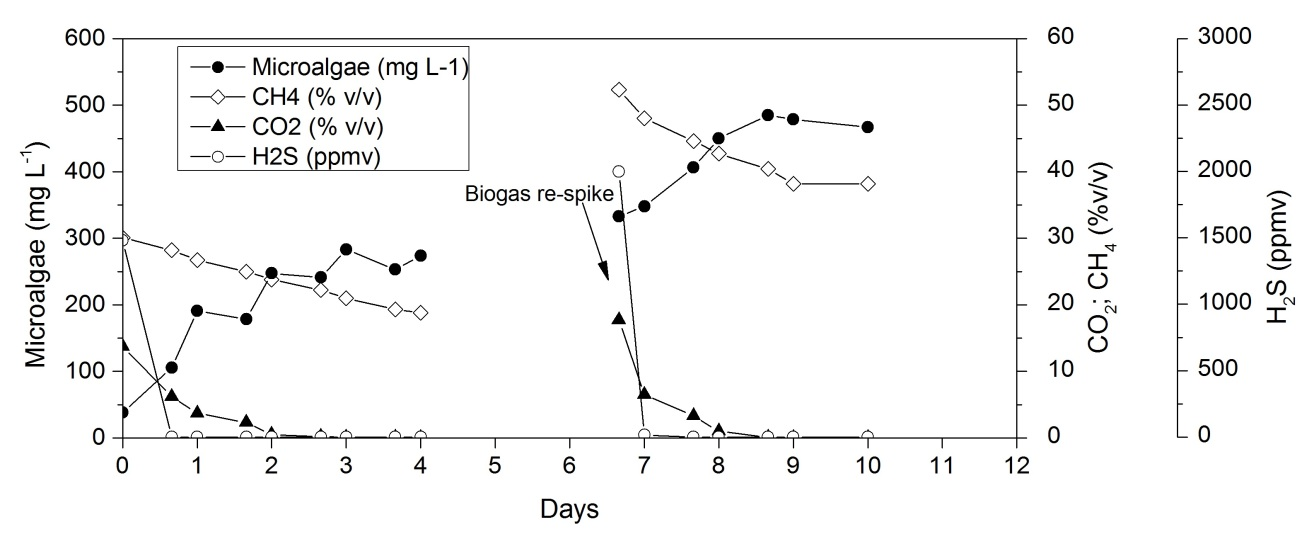 600
500
400
300
200
100
0
Microalgae (mg L-1)
Microalgae (mg L-1)
CH4 (% v/v)
CO2 (% v/v)
H2S (ppmv)
Biogas re-spike
0 1 2 3 4 5 6 7 8 9 10 11 12
Days
60
50
40
30
20
10
0
CO2; CH4 (%v/v)
3000
2500
2000
1500
1000
500
0
H2S (ppmv)